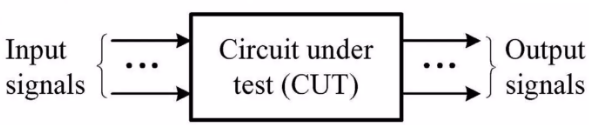 Input
signals
...
Circuit under
test (CUT)
...
Output
signals